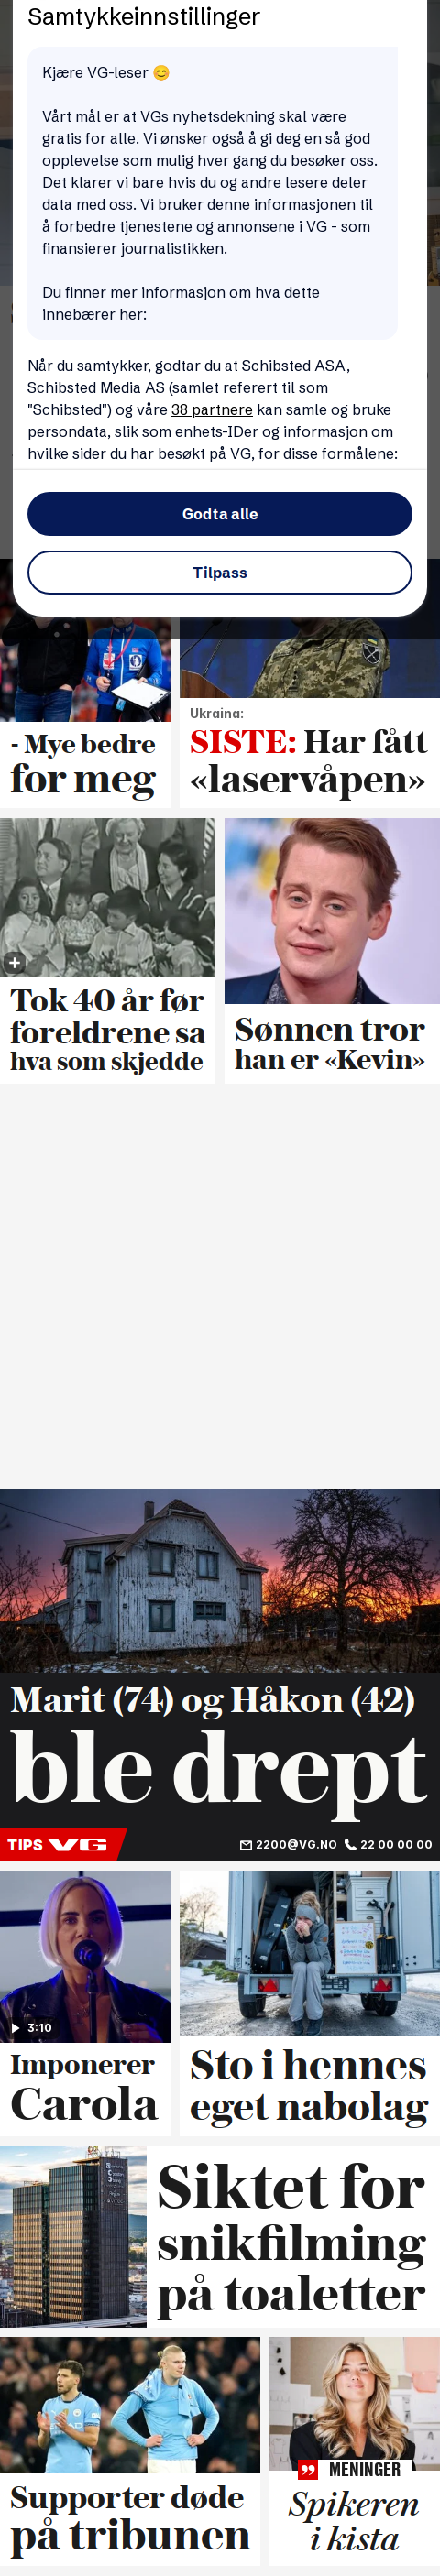 Samtykkeinnstillinger
Kjære VG-leser 😊
Vårt mål er at VGs nyhetsdekning skal være
gratis for alle. Vi ønsker også å gi deg en så god
opplevelse som mulig hver gang du besøker oss.
Det klarer vi bare hvis du og andre lesere deler
data med oss. Vi bruker denne informasjonen til
å forbedre tjenestene og annonsene i VG - som
finansierer journalistikken.
Du finner mer informasjon om hva dette
innebærer her:
Når du samtykker, godtar du at Schibsted ASA,
Schibsted Media AS (samlet referert til som
"Schibsted") og våre 38 partnere kan samle og bruke
persondata, slik som enhets-IDer og informasjon om
hvilke sider du har besøkt på VG, for disse formålene:
Godta alle
Tilpass
- Mye bedre
for meg
Ukraina:
SISTE: Har fått
«laservåpen»
Tok 40 år før
foreldrene sa
hva som skjedde
Sønnen tror
han er «Kevin»
Marit (74) og Håkon (42)
ble drept
TIPS VG
2200@VG.NO 22 00 00 00
3:10
Imponerer
Carola
Sto i hennes
eget nabolag
Siktet for
snikfilming
på toaletter
Supporter døde
på tribunen
MENINGER
Spikeren
i kista